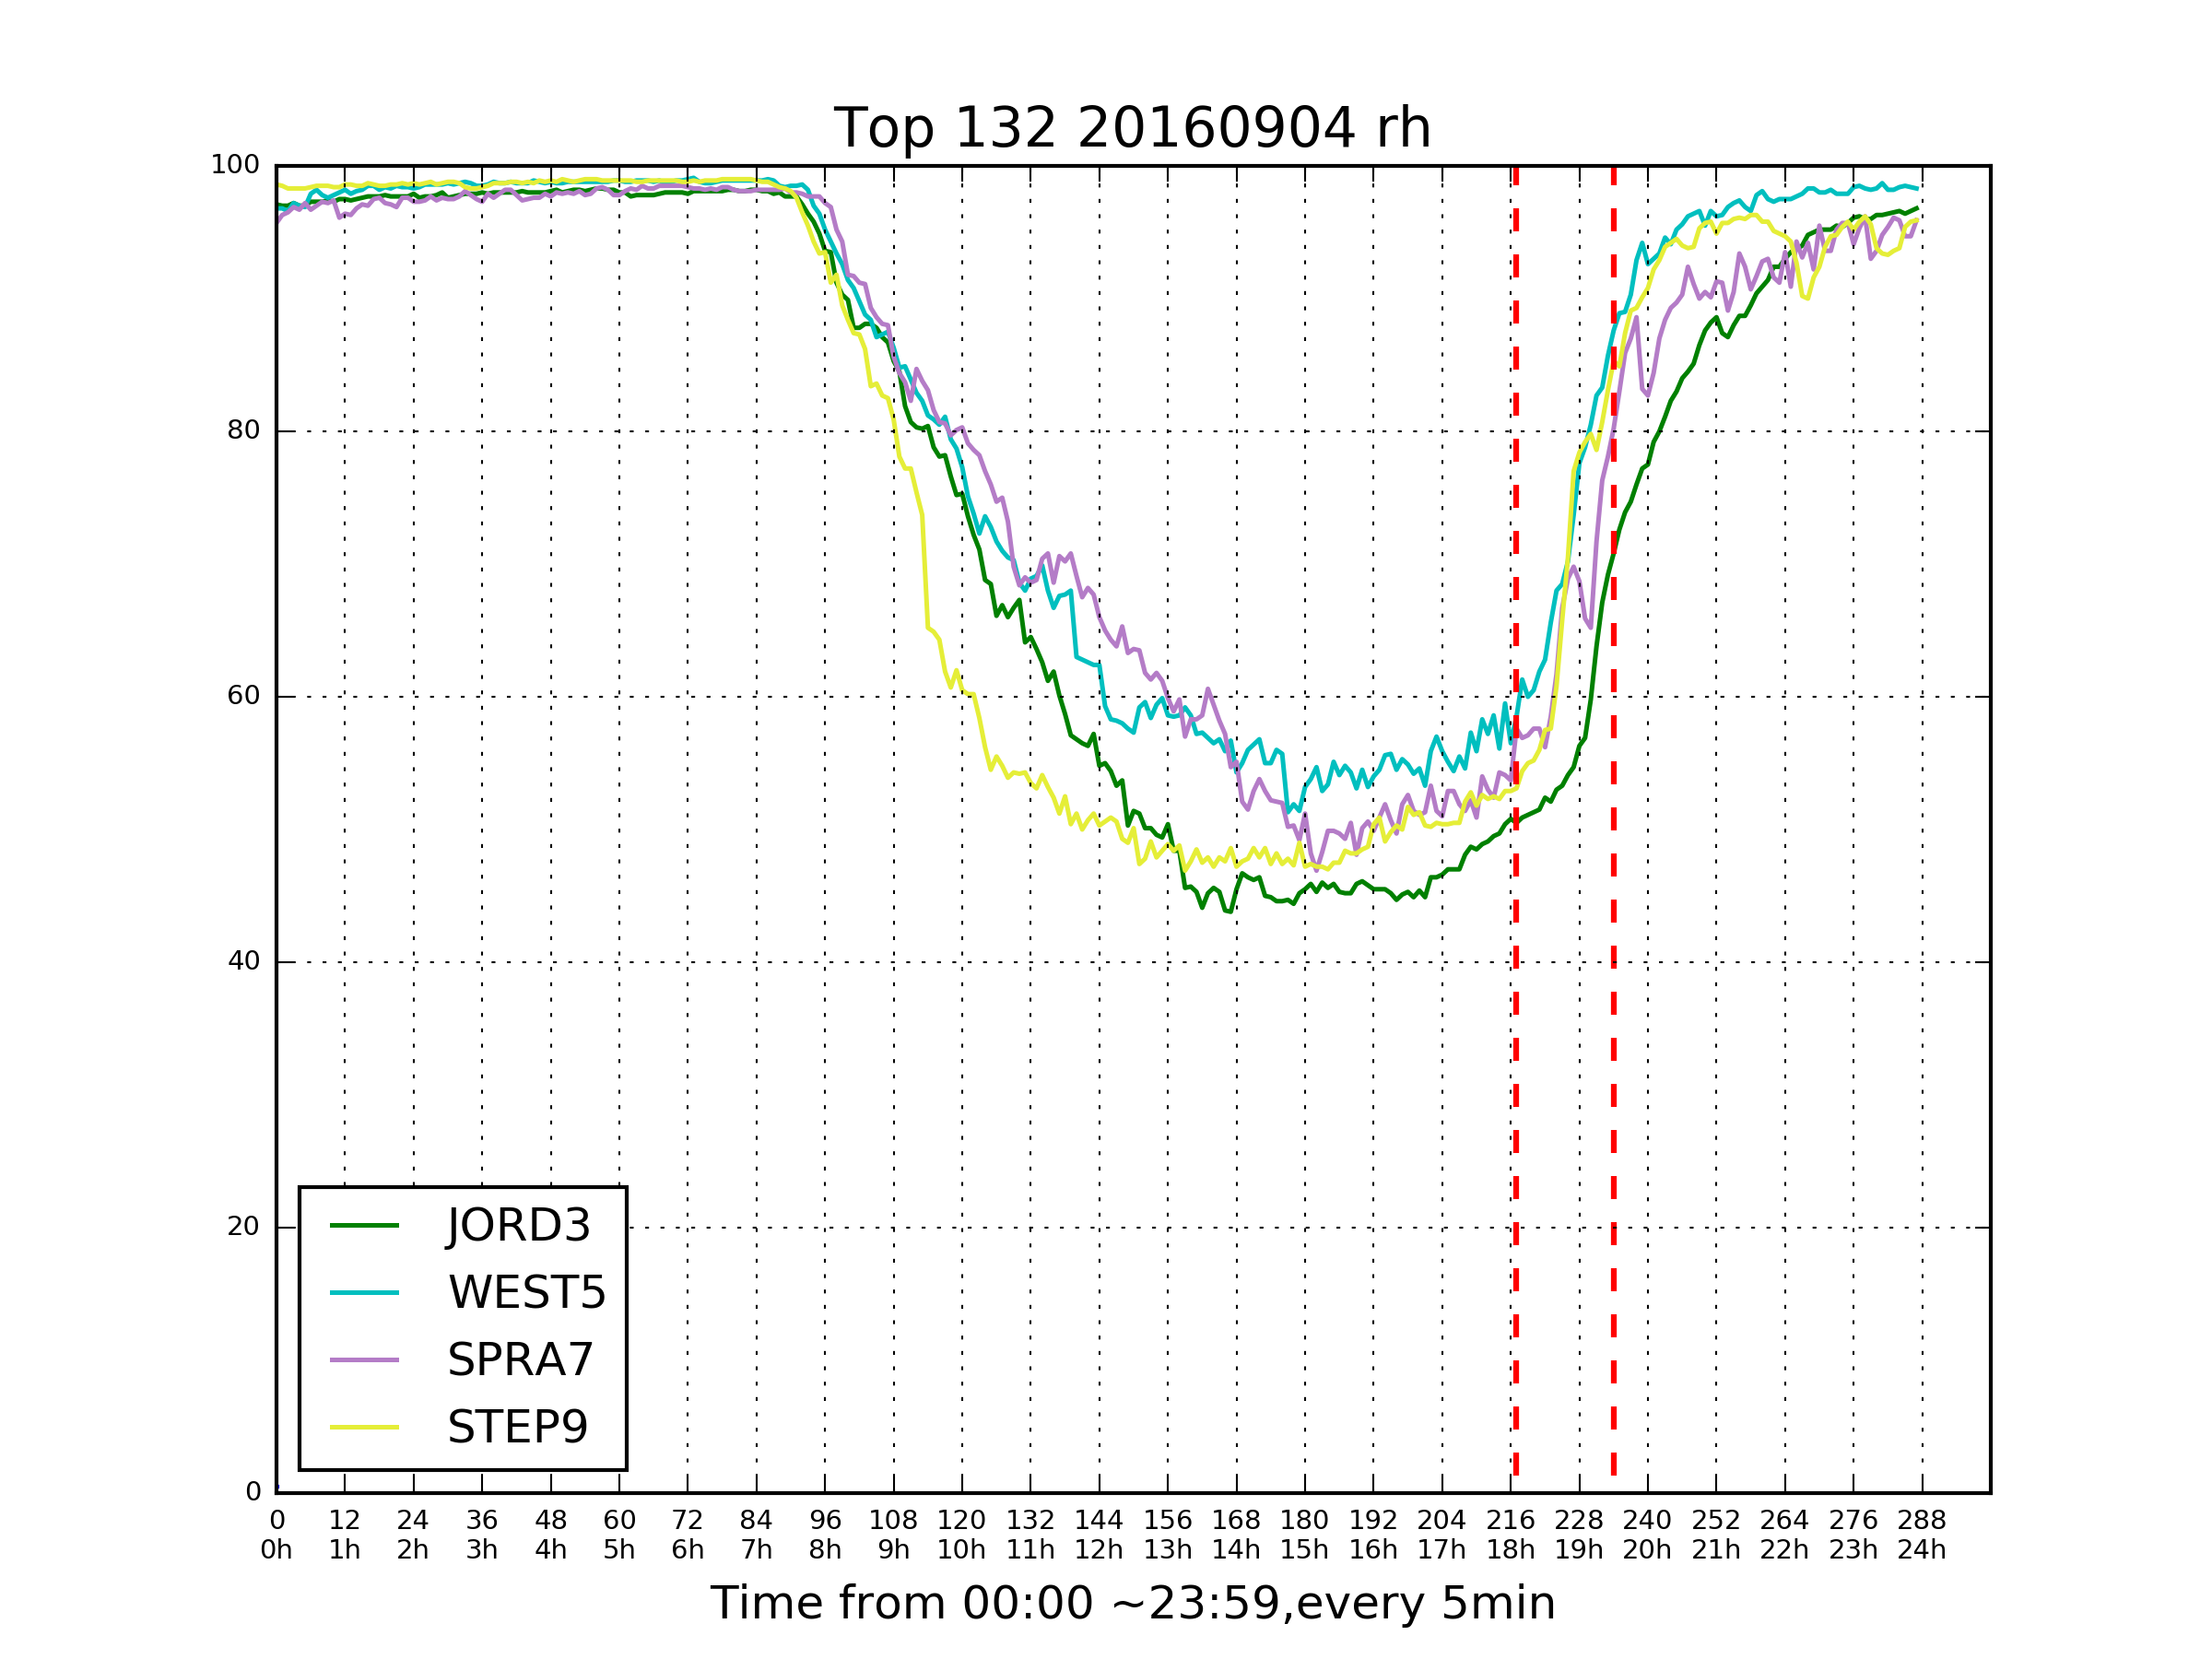 Top 132 20160904 rh
100
80
60
40
20
0
JORD3
WEST5
SPRA7
STEP9
0 12 24 36 48 60 72 84 96 108 120 132 144 156 168 180 192 204 216 228 240 252 264 276 288
0h 1h 2h 3h 4h 5h 6h 7h 8h 9h 10h 11h 12h 13h 14h 15h 16h 17h 18h 19h 20h 21h 22h 23h 24h
Time from 00:00 ~23:59,every 5min